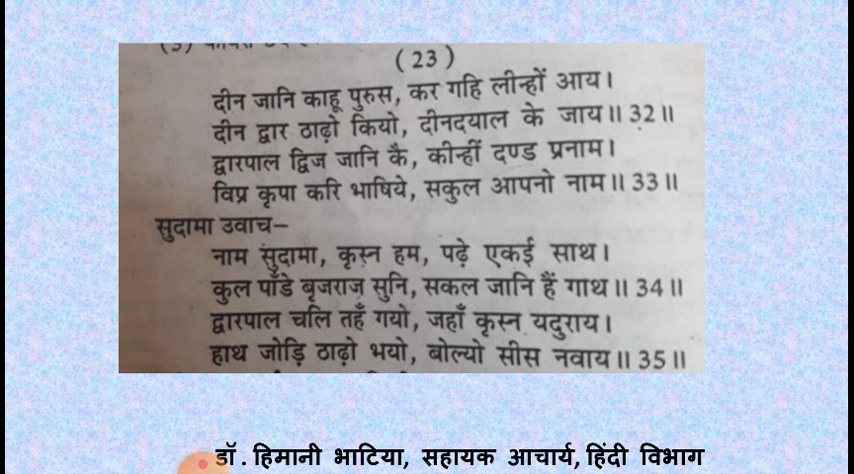 ( 23 )
दीन जानि काहू पुरुस, कर गहि लीन्हों आय।
दीन द्वार ठाढ़ो कियो, दीनदयाल के जाय॥ 32॥
द्वारपाल द्विज जानि कै, कीन्हीं दण्ड प्रनाम।
विप्र कृपा करि भाषिये, सकुल आपनो नाम॥ 33॥
सुदामा उवाच–
नाम सुदामा, कृस्न हम, पढ़े एकई साथ।
कुल पाँडे बृजराज सुनि, सकल जानि हैं गाथ॥ 34॥
द्वारपाल चलि तहँ गयो, जहाँ कृस्न यदुराय।
हाथ जोड़ि ठाढ़ो भयो, बोल्यो सीस नवाय॥ 35॥
डॉ . हिमानी भाटिया, सहायक आचार्य, हिंदी विभाग